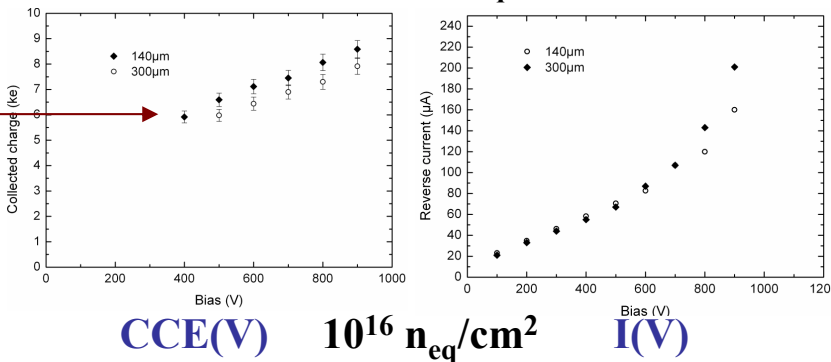 10
9
8
7
6
5
4
3
2
1
0
Collected charge (ke)
140µm
300µm
0 200 400 600 800 1000
Bias (V)
240
220
200
180
160
140
120
100
80
60
40
20
0
Reverse current (µA)
140µm
300µm
0 200 400 600 800 1000 120
Bias (V)
CCE(V) 10¹⁶ n_eq/cm² I(V)